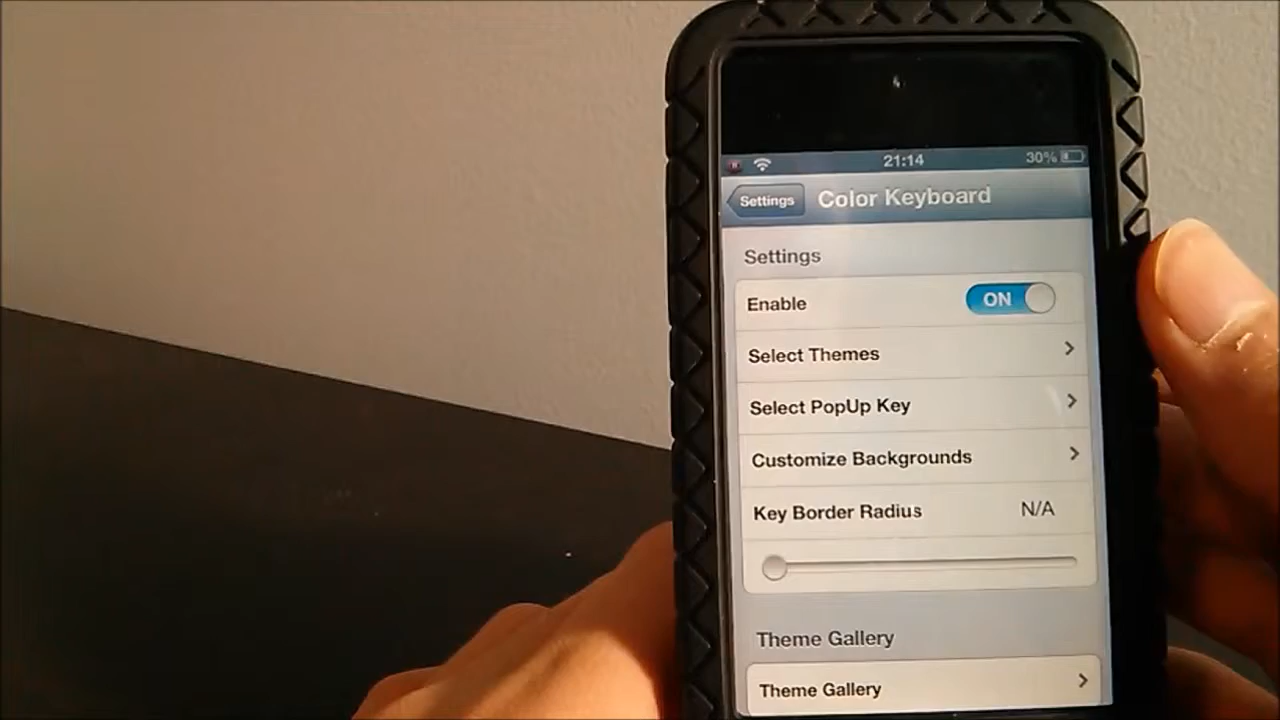 21:14
30%
Settings
Color Keyboard
Settings
Enable
ON
Select Themes
Select PopUp Key
Customize Backgrounds
Key Border Radius
N/A
Theme Gallery
Theme Gallery